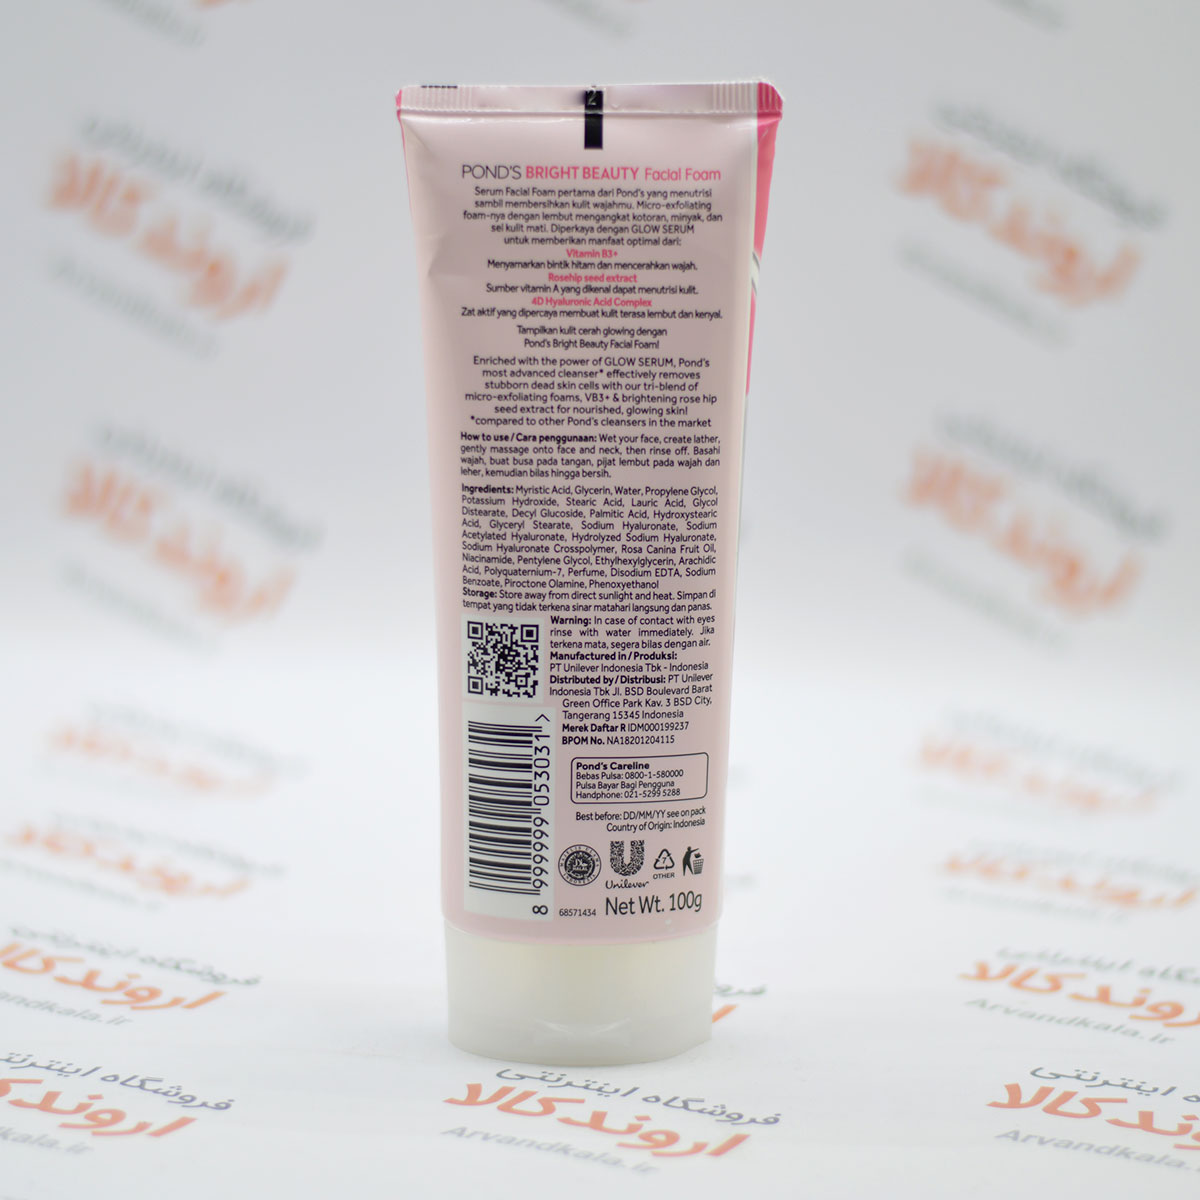 2
POND'S BRIGHT BEAUTY Facial Foam
Serum Facial Foam pertama dari Pond's yang menutrisi
sambil membersihkan kulit wajahmu. Micro-exfoliating
foam-nya dengan lembut mengangkat kotoran, minyak, dan
sel kulit mati. Diperkaya dengan GLOW SERUM
untuk memberikan manfaat optimal dari:
Vitamin B3+
Menyamarkan bintik hitam dan mencerahkan wajah.
Rosehip seed extract
Sumber vitamin A yang dikenal dapat menutrisi kulit.
4D Hyaluronic Acid Complex
Zat aktif yang dipercaya membuat kulit terasa lembut dan kenyal.
Tampilkan kulit cerah glowing dengan
Pond's Bright Beauty Facial Foam!
Enriched with the power of GLOW SERUM, Pond's
most advanced cleanser* effectively removes
stubborn dead skin cells with our tri-blend of
micro-exfoliating foams, VB3+ & brightening rose hip
seed extract for nourished, glowing skin!
*compared to other Pond's cleansers in the market
How to use / Cara penggunaan: Wet your face, create lather,
gently massage onto face and neck, then rinse off. Basahi
wajah, buat busa pada tangan, pijat lembut pada wajah dan
leher, kemudian bilas hingga bersih.
Ingredients: Myristic Acid, Glycerin, Water, Propylene Glycol,
Potassium Hydroxide, Stearic Acid, Lauric Acid, Glycol
Distearate, Decyl Glucoside, Palmitic Acid, Hydroxystearic
Acid, Glyceryl Stearate, Sodium Hyaluronate, Sodium
Acetylated Hyaluronate, Hydrolyzed Sodium Hyaluronate,
Sodium Hyaluronate Crosspolymer, Rosa Canina Fruit Oil,
Niacinamide, Pentylene Glycol, Ethylhexylglycerin, Arachidic
Acid, Polyquaternium-7, Perfume, Disodium EDTA, Sodium
Benzoate, Piroctone Olamine, Phenoxyethanol
Storage: Store away from direct sunlight and heat. Simpan di
tempat yang tidak terkena sinar matahari langsung dan panas.
Warning: In case of contact with eyes
rinse with water immediately. Jika
terkena mata, segera bilas dengan air.
Manufactured in / Produksi:
PT Unilever Indonesia Tbk - Indonesia
Distributed by / Distribusi: PT Unilever
Indonesia Tbk Jl. BSD Boulevard Barat
Green Office Park Kav. 3 BSD City,
Tangerang 15345 Indonesia
Merek Daftar R IDM000199237
BPOM No. NA18201204115
Pond's Careline
Bebas Pulsa: 0800-1-580000
Pulsa Bayar Bagi Pengguna
Handphone: 021-5299 5288
Best before: DD/MM/YY see on pack
Country of Origin: Indonesia
8 999999 053031 >
Unilever
OTHER
68571434
Net Wt. 100g
فروشگاه اینترنتی
اروند کالا
Arvandkala.ir
فروشگاه اینترنتی
اروند کالا
Arvandkala.ir
فروشگاه اینترنتی
اروند کالا
Arvandkala.ir